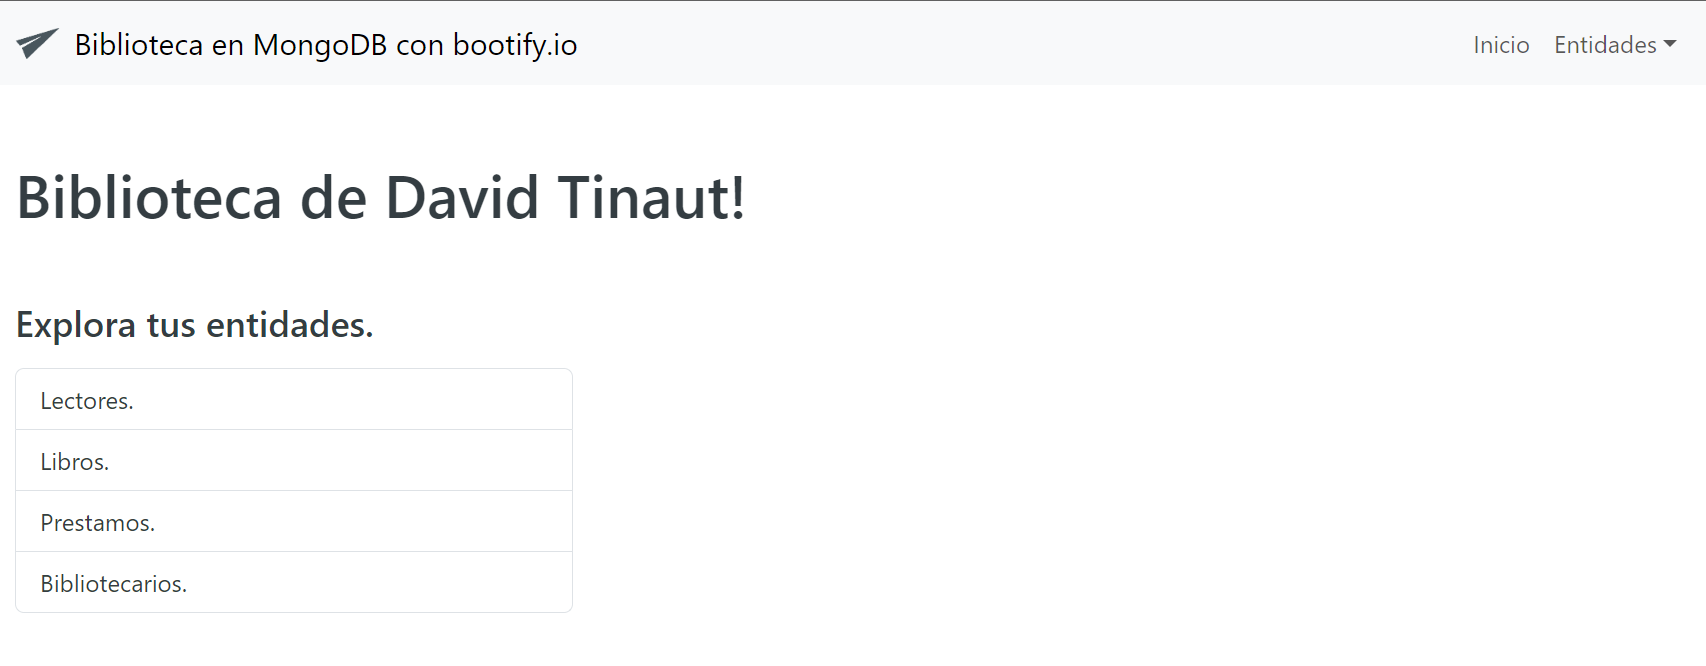 Biblioteca en MongoDB con bootify.io
Inicio
Entidades
Biblioteca de David Tinaut!
Explora tus entidades.
Lectores.
Libros.
Prestamos.
Bibliotecarios.